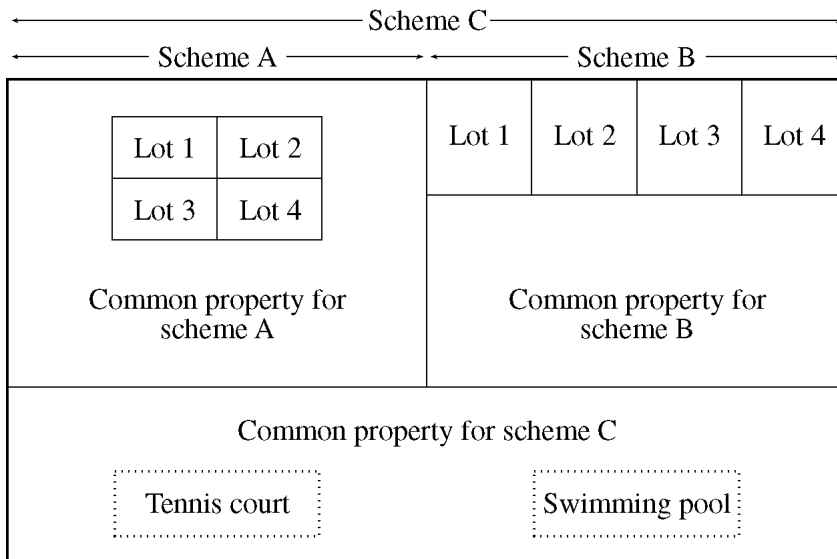 Scheme C
Scheme A
Scheme B
Lot 1
Lot 2
Lot 3
Lot 4
Lot 1
Lot 2
Lot 3
Lot 4
Common property for
scheme A
Common property for
scheme B
Common property for scheme C
Tennis court
Swimming pool